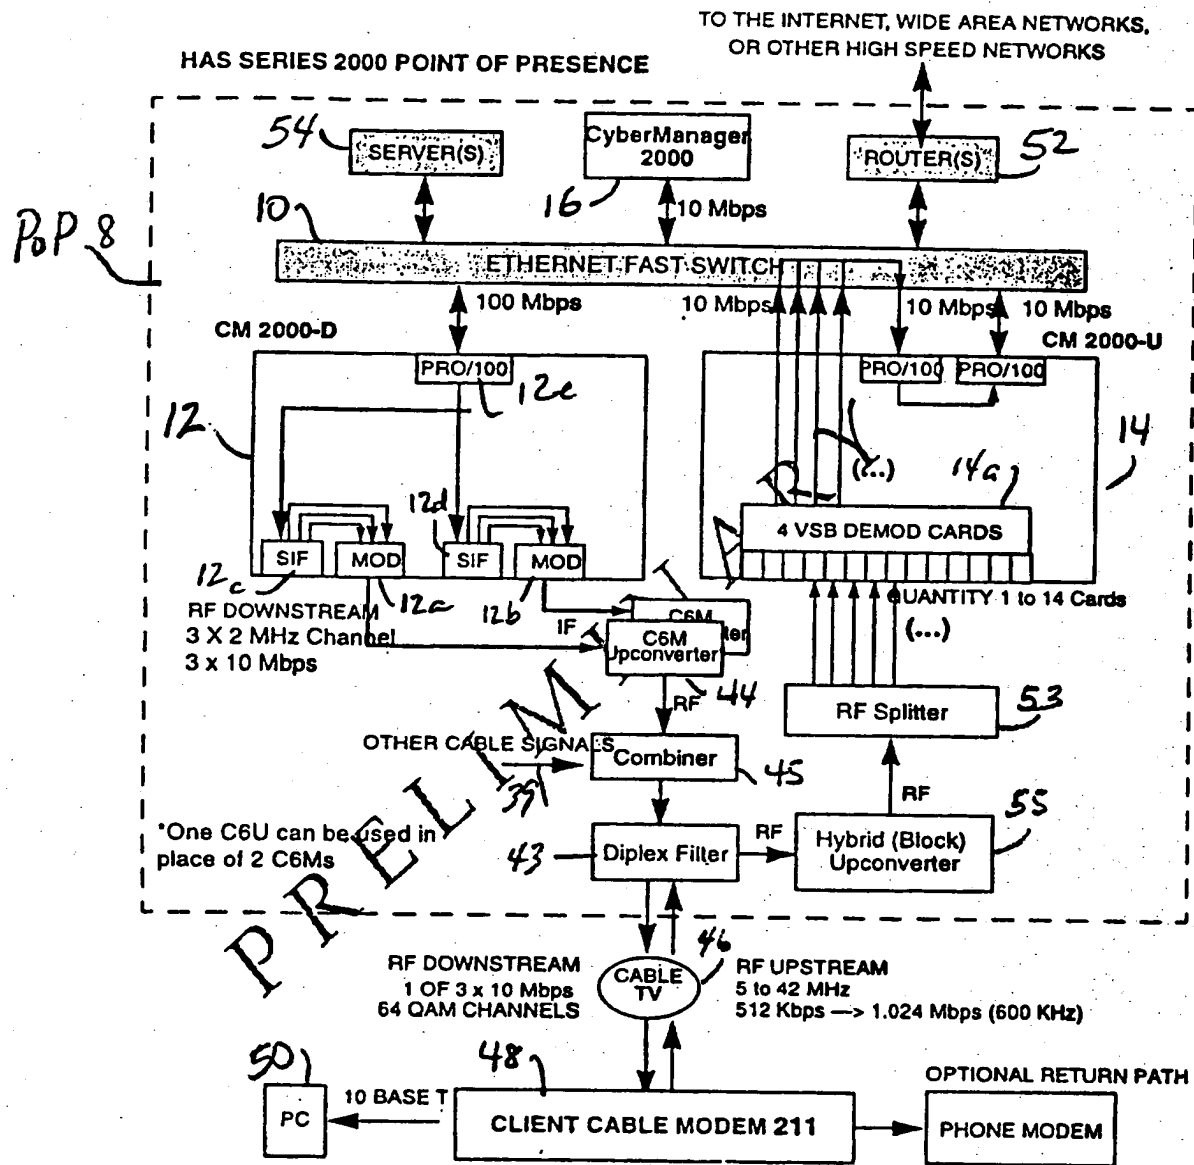 TO THE INTERNET, WIDE AREA NETWORKS,
OR OTHER HIGH SPEED NETWORKS
HAS SERIES 2000 POINT OF PRESENCE
54
SERVER(S)
CyberManager
2000
16
ROUTER(S)
52
10 Mbps
POP 8
10
ETHERNET FAST SWITCH
100 Mbps
10 Mbps
10 Mbps
10 Mbps
CM 2000-D
CM 2000-U
PRO/100
12e
PRO/100
PRO/100
12
14
(...)
14a
4 VSB DEMOD CARDS
12d
SIF
MOD
SIF
MOD
12c
12a
12b
QUANTITY 1 to 14 Cards
(...)
RF DOWNSTREAM
3 X 2 MHz Channel
3 x 10 Mbps
IF
C6M
C6M
Upconverter
44
RF
RF Splitter
53
OTHER CABLE SIGNALS
39
Combiner
45
RF
*One C6U can be used in
place of 2 C6Ms
43
Diplex Filter
RF
Hybrid (Block)
Upconverter
55
PRELIMI
ARY
RF DOWNSTREAM
1 OF 3 x 10 Mbps
64 QAM CHANNELS
CABLE
TV
46
RF UPSTREAM
5 to 42 MHz
512 Kbps —> 1.024 Mbps (600 KHz)
50
PC
10 BASE T
48
CLIENT CABLE MODEM 211
OPTIONAL RETURN PATH
PHONE MODEM